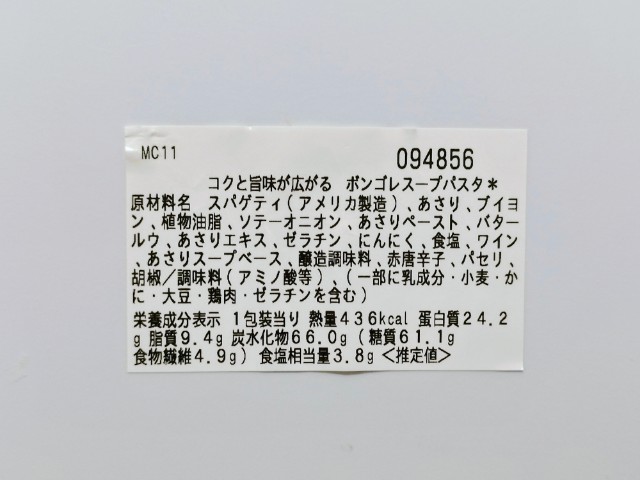 MC11
094856
コクと旨味が広がる ボンゴレスープパスタ＊
原材料名 スパゲティ(アメリカ製造)、あさり、ブイヨ
ン、植物油脂、ソテーオニオン、あさりペースト、バター
ルウ、あさりエキス、ゼラチン、にんにく、食塩、ワイン
、あさりスープベース、醸造調味料、赤唐辛子、パセリ、
胡椒／調味料(アミノ酸等)、(一部に乳成分・小麦・か
に・大豆・鶏肉・ゼラチンを含む)
栄養成分表示 1包装当り 熱量436kcal 蛋白質24.2
g 脂質9.4g 炭水化物66.0g(糖質61.1g
食物繊維4.9g) 食塩相当量3.8g<推定値>